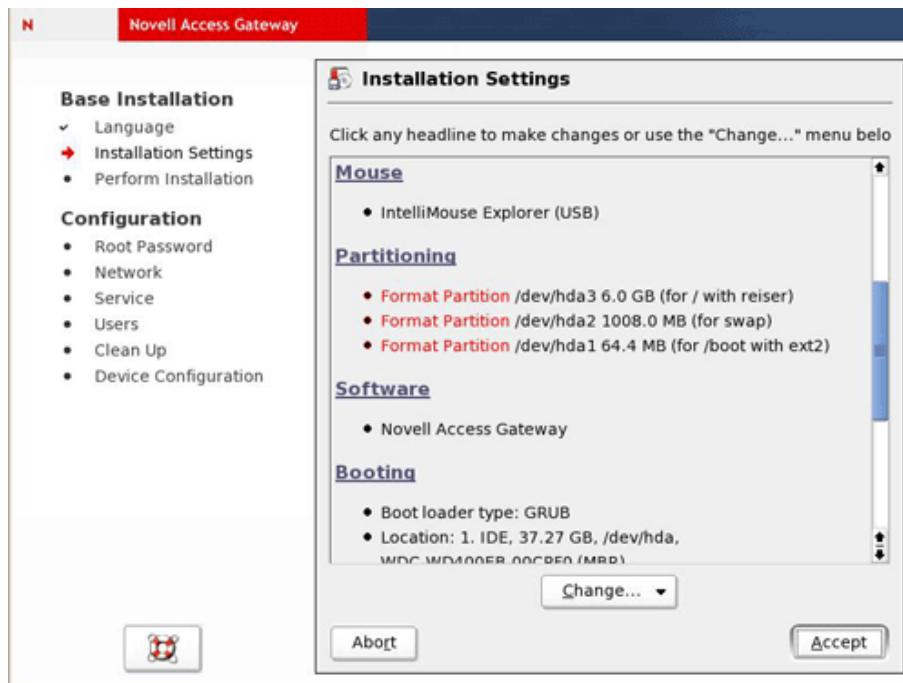 N
Novell Access Gateway
Base Installation
Language
Installation Settings
Perform Installation
Configuration
Root Password
Network
Service
Users
Clean Up
Device Configuration
Installation Settings
Click any headline to make changes or use the "Change..." menu belo
Mouse
IntelliMouse Explorer (USB)
Partitioning
Format Partition /dev/hda3 6.0 GB (for / with reiser)
Format Partition /dev/hda2 1008.0 MB (for swap)
Format Partition /dev/hda1 64.4 MB (for /boot with ext2)
Software
Novell Access Gateway
Booting
Boot loader type: GRUB
Location: 1. IDE, 37.27 GB, /dev/hda,
(MBR)
Change...
Abort
Accept